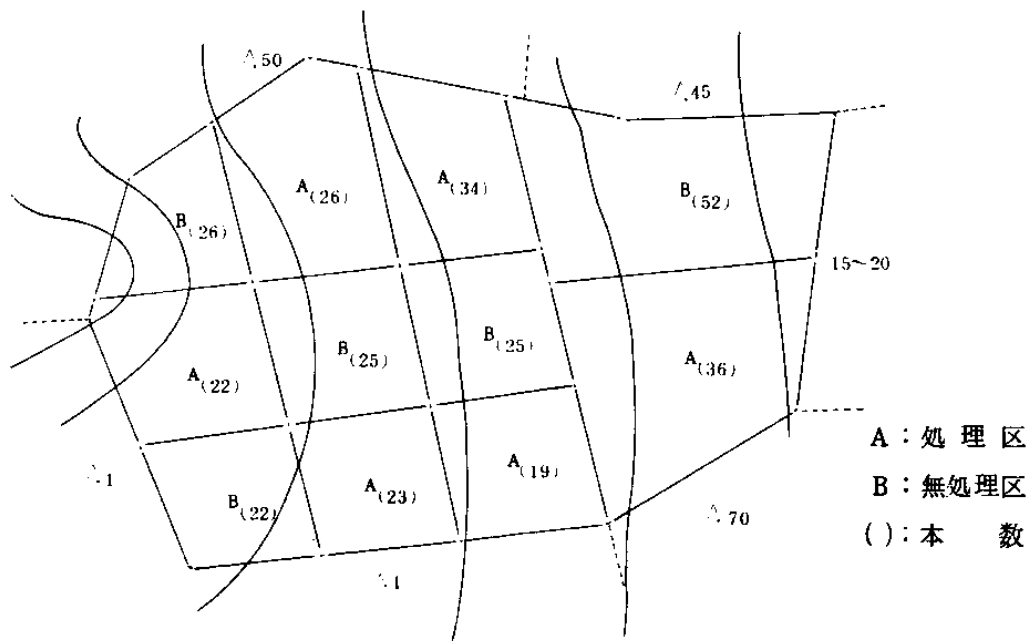 △50
△45
A(26)
A(34)
B(52)
B(26)
15~20
A(22)
B(25)
B(25)
A(36)
A:処理区
△1
B(22)
A(23)
A(19)
B:無処理区
△70
():本 数
△1